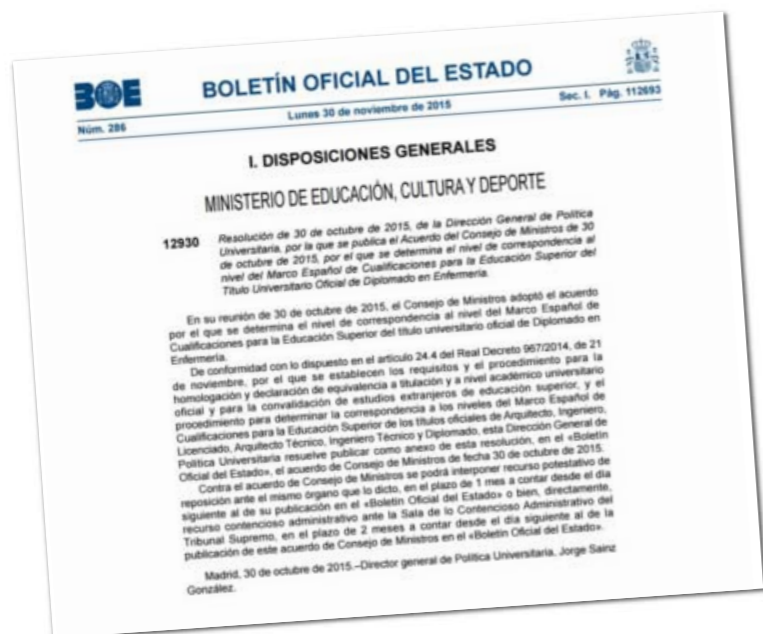 BOE
BOLETÍN OFICIAL DEL ESTADO
Núm. 286
Lunes 30 de noviembre de 2015
Sec. I. Pág. 112693
I. DISPOSICIONES GENERALES
MINISTERIO DE EDUCACIÓN, CULTURA Y DEPORTE
12930 Resolución de 30 de octubre de 2015, de la Dirección General de Política
Universitaria, por la que se publica el Acuerdo del Consejo de Ministros de 30
de octubre de 2015, por el que se determina el nivel de correspondencia al
nivel del Marco Español de Cualificaciones para la Educación Superior del
Título Universitario Oficial de Diplomado en Enfermería.
En su reunión de 30 de octubre de 2015, el Consejo de Ministros adoptó el acuerdo
por el que se determina el nivel de correspondencia al nivel del Marco Español de
Cualificaciones para la Educación Superior del título universitario oficial de Diplomado en
Enfermería.
De conformidad con lo dispuesto en el artículo 24.4 del Real Decreto 967/2014, de 21
de noviembre, por el que se establecen los requisitos y el procedimiento para la
homologación y declaración de equivalencia a titulación y a nivel académico universitario
oficial y para la convalidación de estudios extranjeros de educación superior, y el
procedimiento para determinar la correspondencia a los niveles del Marco Español de
Cualificaciones para la Educación Superior de los títulos oficiales de Arquitecto, Ingeniero,
Licenciado, Arquitecto Técnico, Ingeniero Técnico y Diplomado, esta Dirección General de
Política Universitaria resuelve publicar como anexo de esta resolución, en el «Boletín
Oficial del Estado», el acuerdo de Consejo de Ministros de fecha 30 de octubre de 2015.
Contra el acuerdo de Consejo de Ministros se podrá interponer recurso potestativo de
reposición ante el mismo órgano que lo dicto, en el plazo de 1 mes a contar desde el día
siguiente al de su publicación en el «Boletín Oficial del Estado» o bien, directamente,
recurso contencioso administrativo ante la Sala de lo Contencioso Administrativo del
Tribunal Supremo, en el plazo de 2 meses a contar desde el día siguiente al de la
publicación de este acuerdo de Consejo de Ministros en el «Boletín Oficial del Estado».
Madrid, 30 de octubre de 2015.–Director general de Política Universitaria, Jorge Sainz
González.